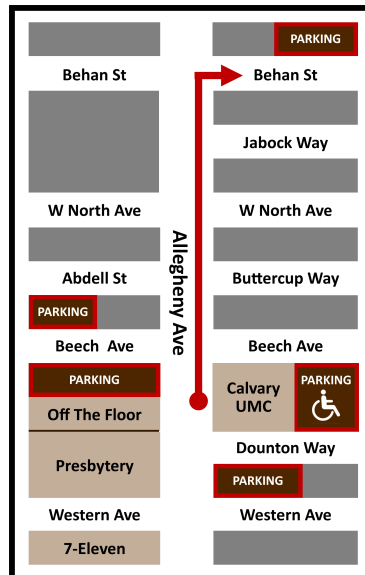 PARKING
Behan St
Behan St
Jabock Way
W North Ave
W North Ave
Allegheny Ave
Abdell St
Buttercup Way
PARKING
Beech Ave
Beech Ave
PARKING
Off The Floor
Calvary
UMC
PARKING
Presbytery
Dounton Way
PARKING
Western Ave
Western Ave
7-Eleven